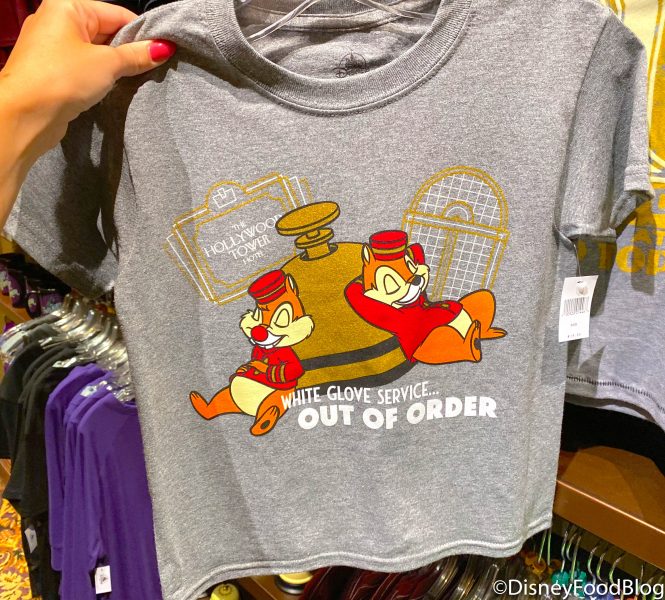 THE
HOLLYWOOD
TOWER
HOTEL
WHITE GLOVE SERVICE...
OUT OF ORDER
©DisneyFoodBlog